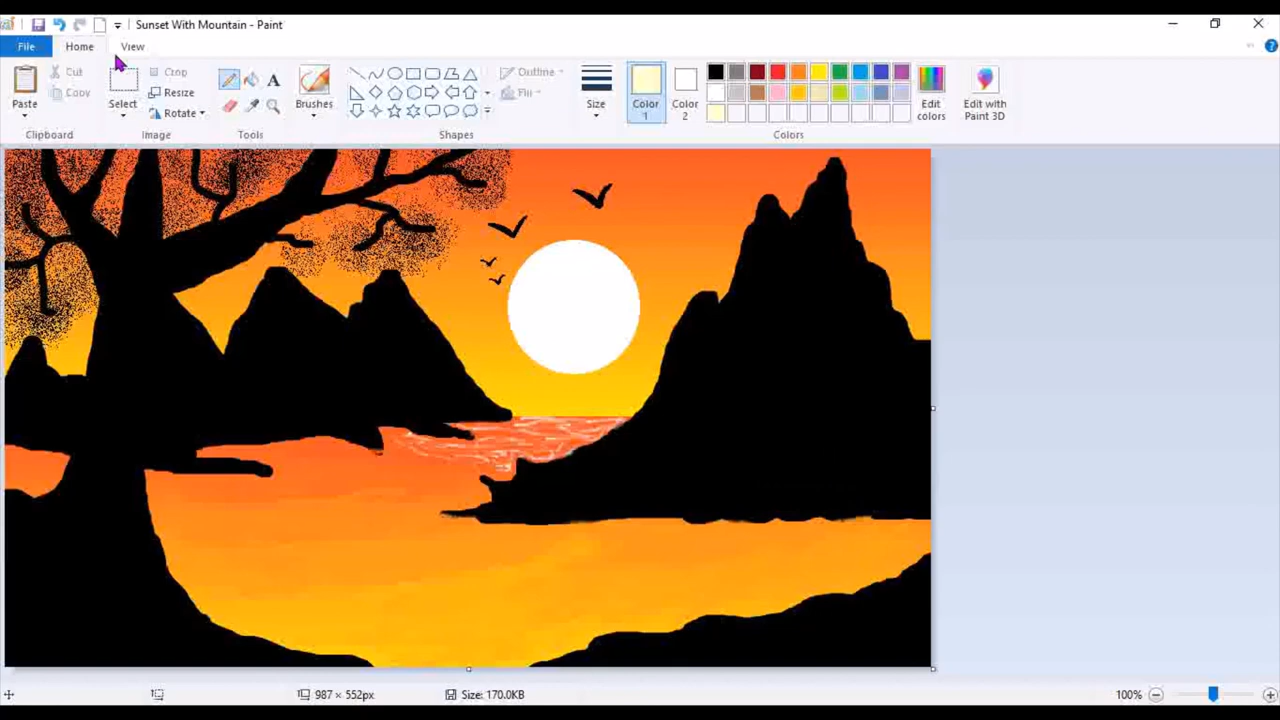 Sunset With Mountain - Paint
File Home View
Paste
Cut
Copy
Clipboard
Select
Crop
Resize
Rotate
Image
A
Tools
Brushes
Shapes
Outline
Fill
Size
Color 1
Color 2
Colors
Edit colors
Edit with Paint 3D
987 × 552px
Size: 170.0KB
100%